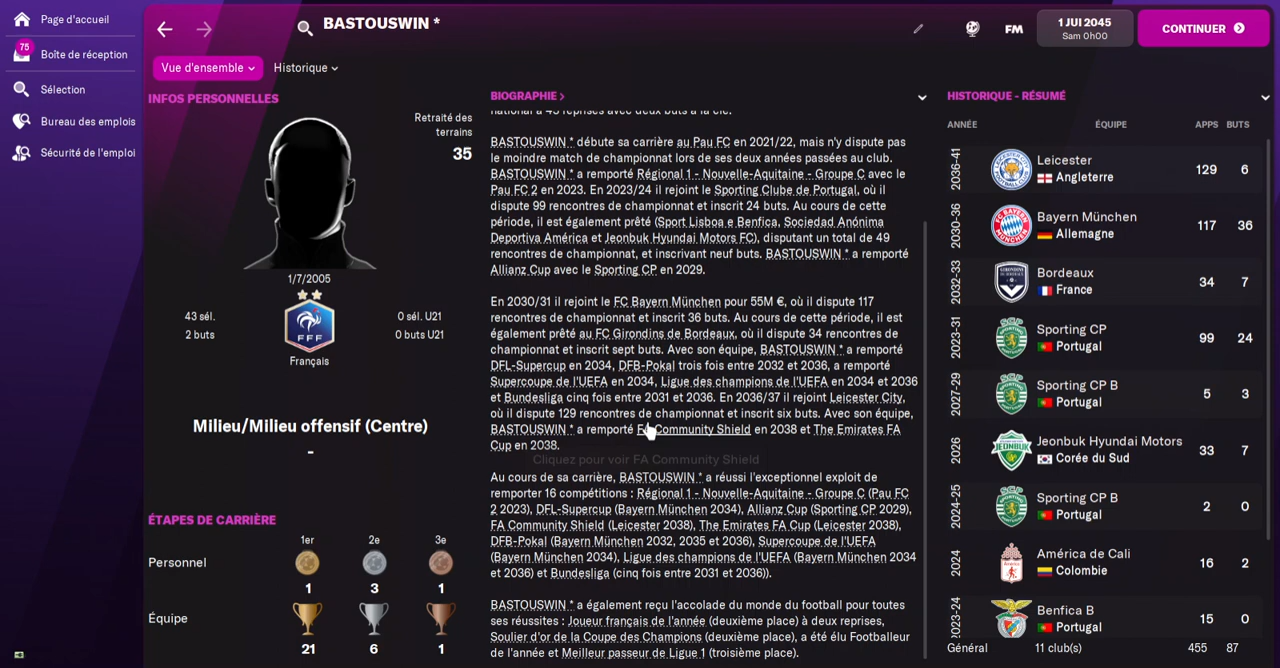 Page d'accueil
75
Boîte de réception
Sélection
Bureau des emplois
Sécurité de l'emploi
BASTOUSWIN *
FM
1 JUI 2045
Sam 0h00
CONTINUER
Vue d'ensemble
Historique
INFOS PERSONNELLES
Retraité des
terrains
35
1/7/2005
43 sél.
2 buts
FFF
0 sél. U21
0 buts U21
Français
Milieu/Milieu offensif (Centre)
-
ÉTAPES DE CARRIÈRE
1er 2e 3e
Personnel
1 3 1
Équipe
21 6 1
BIOGRAPHIE >
national à 43 reprises avec deux buts à la clé.
BASTOUSWIN * débute sa carrière au Pau FC en 2021/22, mais n'y dispute pas
le moindre match de championnat lors de ses deux années passées au club.
BASTOUSWIN * a remporté Régional 1 - Nouvelle-Aquitaine - Groupe C avec le
Pau FC 2 en 2023. En 2023/24 il rejoint le Sporting Clube de Portugal, où il
dispute 99 rencontres de championnat et inscrit 24 buts. Au cours de cette
période, il est également prêté (Sport Lisboa e Benfica, Sociedad Anónima
Deportiva América et Jeonbuk Hyundai Motors FC), disputant un total de 49
rencontres de championnat, et inscrivant neuf buts. BASTOUSWIN * a remporté
Allianz Cup avec le Sporting CP en 2029.
En 2030/31 il rejoint le FC Bayern München pour 55M €, où il dispute 117
rencontres de championnat et inscrit 36 buts. Au cours de cette période, il est
également prêté au FC Girondins de Bordeaux, où il dispute 34 rencontres de
championnat et inscrit sept buts. Avec son équipe, BASTOUSWIN * a remporté
DFL-Supercup en 2034, DFB-Pokal trois fois entre 2032 et 2036, a remporté
Supercoupe de l'UEFA en 2034, Ligue des champions de l'UEFA en 2034 et 2036
et Bundesliga cinq fois entre 2031 et 2036. En 2036/37 il rejoint Leicester City,
où il dispute 129 rencontres de championnat et inscrit six buts. Avec son équipe,
BASTOUSWIN * a remporté FA Community Shield en 2038 et The Emirates FA
Cup en 2038.
Cliquez pour voir FA Community Shield
Au cours de sa carrière, BASTOUSWIN * a réussi l'exceptionnel exploit de
remporter 16 compétitions : Régional 1 - Nouvelle-Aquitaine - Groupe C (Pau FC
2 2023), DFL-Supercup (Bayern München 2034), Allianz Cup (Sporting CP 2029),
FA Community Shield (Leicester 2038), The Emirates FA Cup (Leicester 2038),
DFB-Pokal (Bayern München 2032, 2035 et 2036), Supercoupe de l'UEFA
(Bayern München 2034), Ligue des champions de l'UEFA (Bayern München 2034
et 2036) et Bundesliga (cinq fois entre 2031 et 2036)).
BASTOUSWIN * a également reçu l'accolade du monde du football pour toutes
ses réussites : Joueur français de l'année (deuxième place) à deux reprises,
Soulier d'or de la Coupe des Champions (deuxième place), a été élu Footballeur
de l'année et Meilleur passeur de Ligue 1 (troisième place).
HISTORIQUE - RÉSUMÉ
ANNÉE ÉQUIPE APPS BUTS
2036-41 Leicester Angleterre 129 6
2030-36 Bayern München Allemagne 117 36
2032-33 Bordeaux France 34 7
2023-31 Sporting CP Portugal 99 24
2027-29 Sporting CP B Portugal 5 3
2026 Jeonbuk Hyundai Motors Corée du Sud 33 7
2024-25 Sporting CP B Portugal 2 0
2024 América de Cali Colombie 16 2
2023-24 Benfica B Portugal 15 0
Général 11 club(s) 455 87